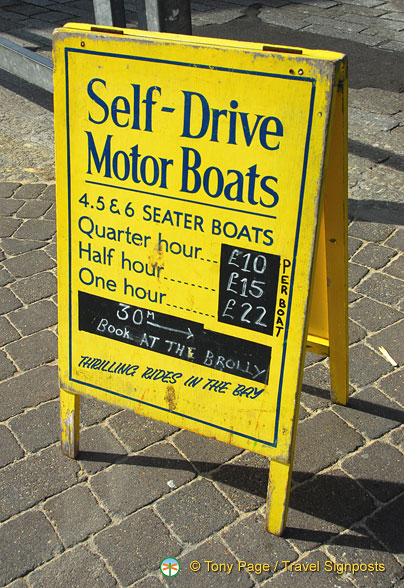 Self-Drive
Motor Boats
4.5 & 6 SEATER BOATS
Quarter hour.... £10
Half hour........... £15
One hour........... £22
PER BOAT
30M →
BOOK AT THE BROLLY
THRILLING RIDES IN THE BAY
© Tony Page / Travel Signposts